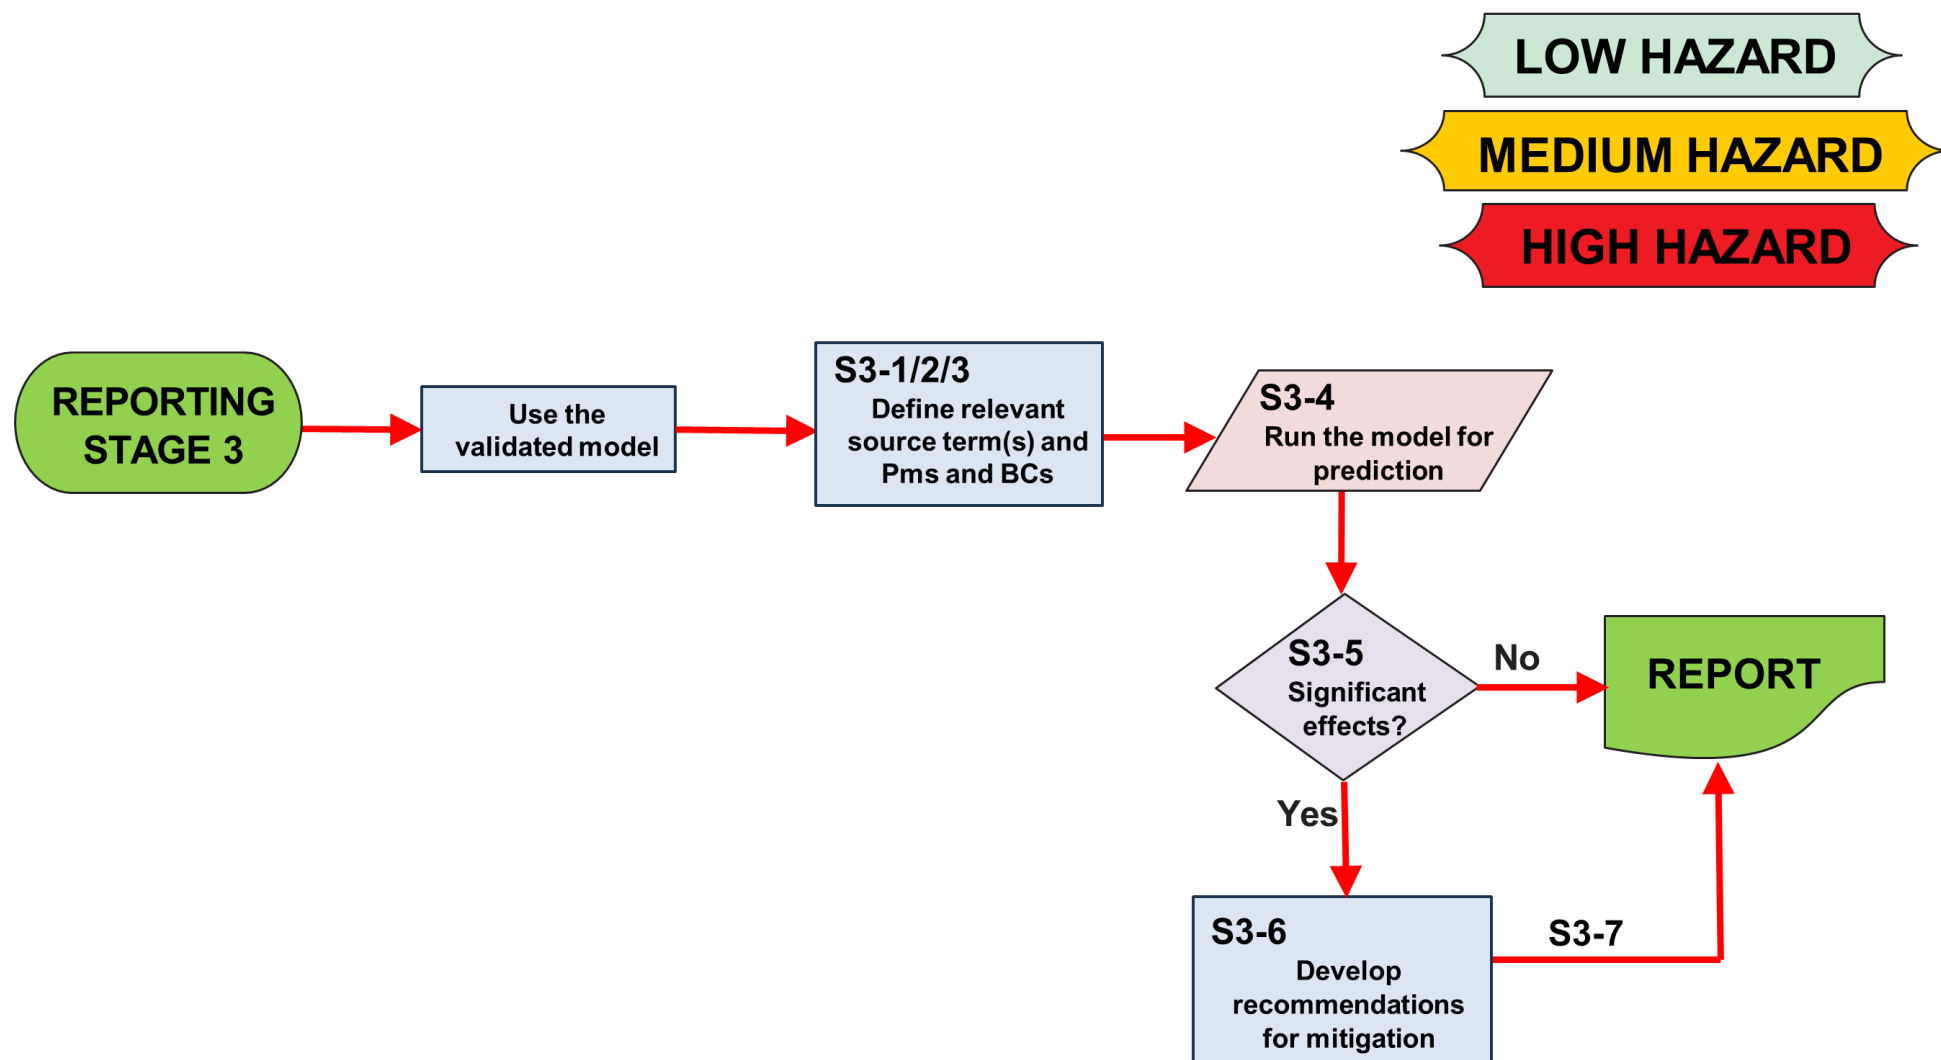 LOW HAZARD
MEDIUM HAZARD
HIGH HAZARD
REPORTING
STAGE 3
Use the
validated model
S3-1/2/3
Define relevant
source term(s) and
Pms and BCs
S3-4
Run the model for
prediction
S3-5
Significant
effects?
No
REPORT
Yes
S3-6
Develop
recommendations
for mitigation
S3-7